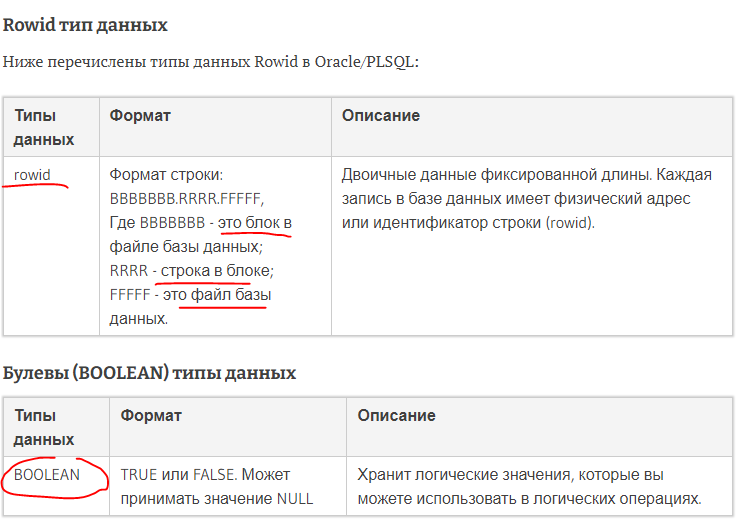 Rowid тип данных
Ниже перечислены типы данных Rowid в Oracle/PLSQL:
Типы данных
Формат
Описание
rowid
Формат строки:
BBBBBBB.RRRR.FFFFF,
Где BBBBBBB - это блок в
файле базы данных;
RRRR - строка в блоке;
FFFFF - это файл базы
данных.
Двоичные данные фиксированной длины. Каждая
запись в базе данных имеет физический адрес
или идентификатор строки (rowid).
Булевы (BOOLEAN) типы данных
Типы данных
Формат
Описание
BOOLEAN
TRUE или FALSE. Может
принимать значение NULL
Хранит логические значения, которые вы
можете использовать в логических операциях.